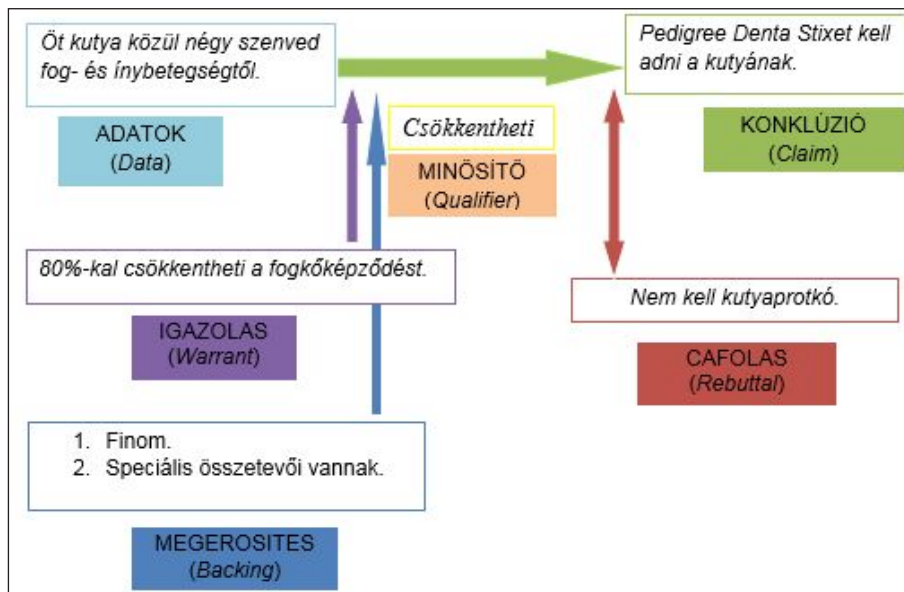 Öt kutya közül négy szenved
fog- és ínybetegségtől.
ADATOK
(Data)
Pedigree Denta Stixet kell
adni a kutyának.
KONKLÚZIÓ
(Claim)
Csökkentheti
MINŐSÍTŐ
(Qualifier)
80%-kal csökkentheti a fogkőképződést.
IGAZOLAS
(Warrant)
Nem kell kutyaprotkó.
CAFOLAS
(Rebuttal)
1. Finom.
2. Speciális összetevői vannak.
MEGEROSITES
(Backing)